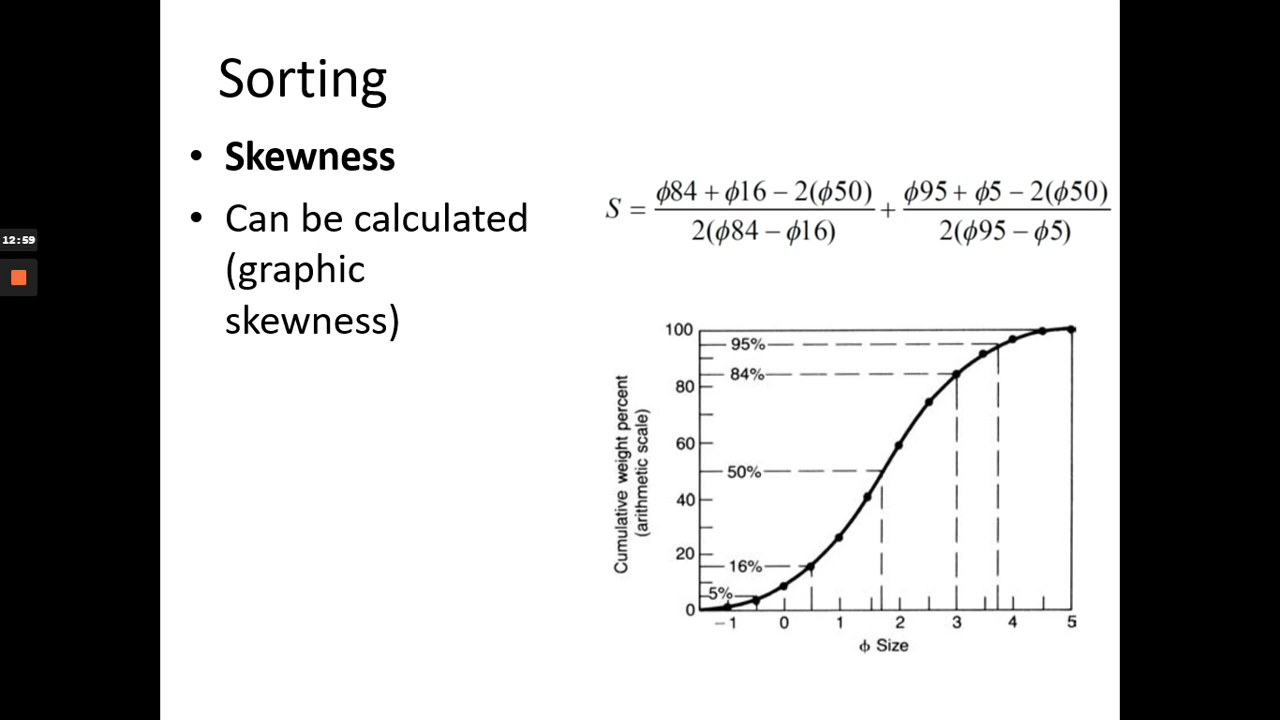 Sorting
• Skewness
• Can be calculated
(graphic
skewness)
12:59
S = ϕ84 + ϕ16 − 2(ϕ50) / 2(ϕ84 − ϕ16) + ϕ95 + ϕ5 − 2(ϕ50) / 2(ϕ95 − ϕ5)
Cumulative weight percent
(arithmetic scale)
100
95%
84%
80
60
50%
40
20
16%
5%
0
−1 0 1 2 3 4 5
ϕ Size